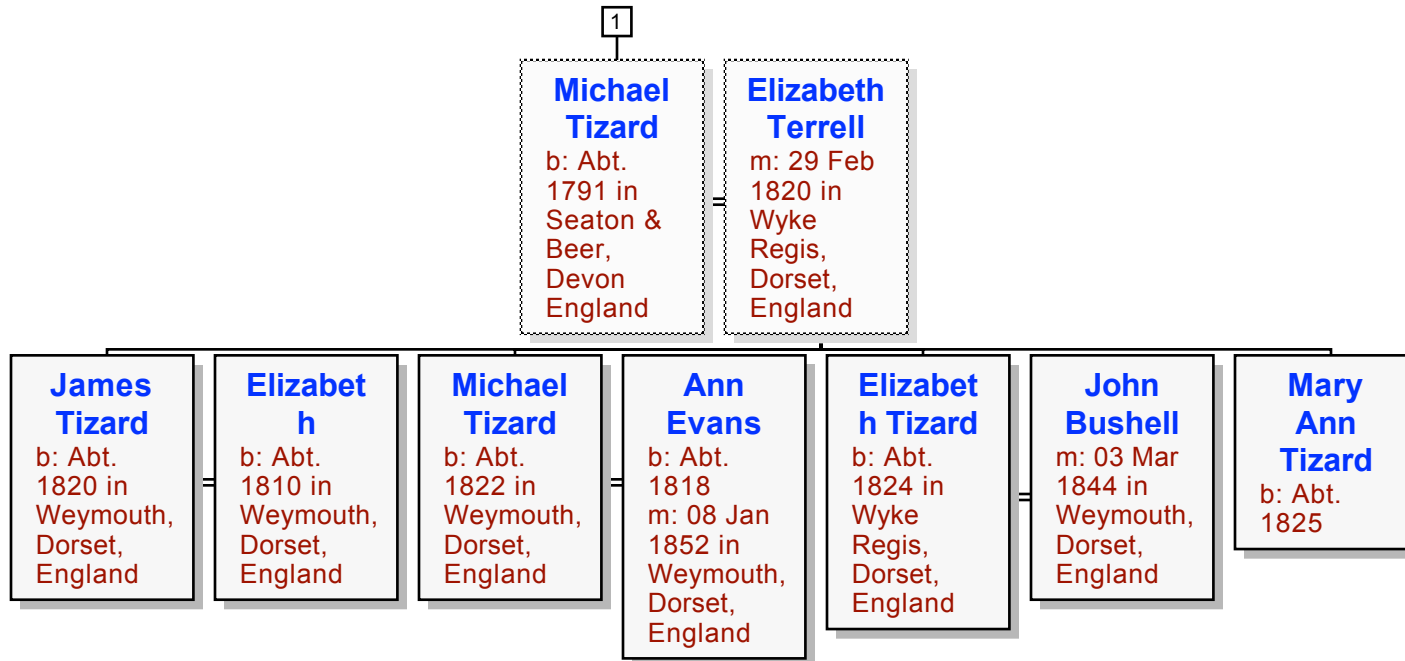 1
Michael
Tizard
b: Abt.
1791 in
Seaton &
Beer,
Devon
England
Elizabeth
Terrell
m: 29 Feb
1820 in
Wyke
Regis,
Dorset,
England
James
Tizard
b: Abt.
1820 in
Weymouth,
Dorset,
England
Elizabet
h
b: Abt.
1810 in
Weymouth,
Dorset,
England
Michael
Tizard
b: Abt.
1822 in
Weymouth,
Dorset,
England
Ann
Evans
b: Abt.
1818
m: 08 Jan
1852 in
Weymouth,
Dorset,
England
Elizabet
h Tizard
b: Abt.
1824 in
Wyke
Regis,
Dorset,
England
John
Bushell
m: 03 Mar
1844 in
Weymouth,
Dorset,
England
Mary
Ann
Tizard
b: Abt.
1825